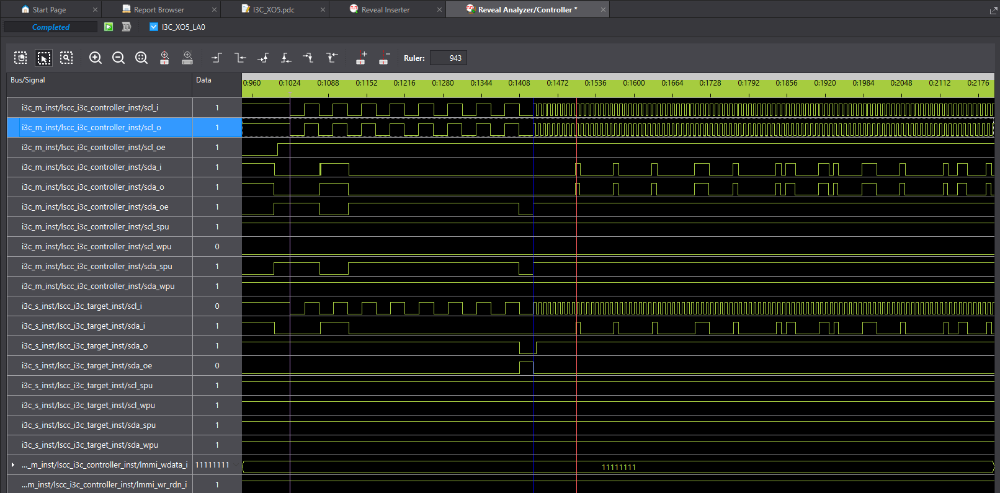 Start Page
Report Browser
I3C_XO5.pdc
Reveal Inserter
Reveal Analyzer/Controller *
Completed
I3C_XO5_LA0
Ruler: 943
Bus/Signal Data 0:960 0:1024 0:1088 0:1152 0:1216 0:1280 0:1344 0:1408 0:1472 0:1536 0:1600 0:1664 0:1728 0:1792 0:1856 0:1920 0:1984 0:2048 0:2112 0:2176
i3c_m_inst/lscc_i3c_controller_inst/scl_i 1
i3c_m_inst/lscc_i3c_controller_inst/scl_o 1
i3c_m_inst/lscc_i3c_controller_inst/scl_oe 1
i3c_m_inst/lscc_i3c_controller_inst/sda_i 1
i3c_m_inst/lscc_i3c_controller_inst/sda_o 1
i3c_m_inst/lscc_i3c_controller_inst/sda_oe 1
i3c_m_inst/lscc_i3c_controller_inst/scl_spu 1
i3c_m_inst/lscc_i3c_controller_inst/scl_wpu 0
i3c_m_inst/lscc_i3c_controller_inst/sda_spu 1
i3c_m_inst/lscc_i3c_controller_inst/sda_wpu 1
i3c_s_inst/lscc_i3c_target_inst/scl_i 0
i3c_s_inst/lscc_i3c_target_inst/sda_i 1
i3c_s_inst/lscc_i3c_target_inst/sda_o 1
i3c_s_inst/lscc_i3c_target_inst/sda_oe 0
i3c_s_inst/lscc_i3c_target_inst/scl_spu 1
i3c_s_inst/lscc_i3c_target_inst/scl_wpu 1
i3c_s_inst/lscc_i3c_target_inst/sda_spu 1
i3c_s_inst/lscc_i3c_target_inst/sda_wpu 1
..._m_inst/lscc_i3c_controller_inst/lmmi_wdata_i 11111111 11111111
...m_inst/lscc_i3c_controller_inst/lmmi_wr_rdn_i 1